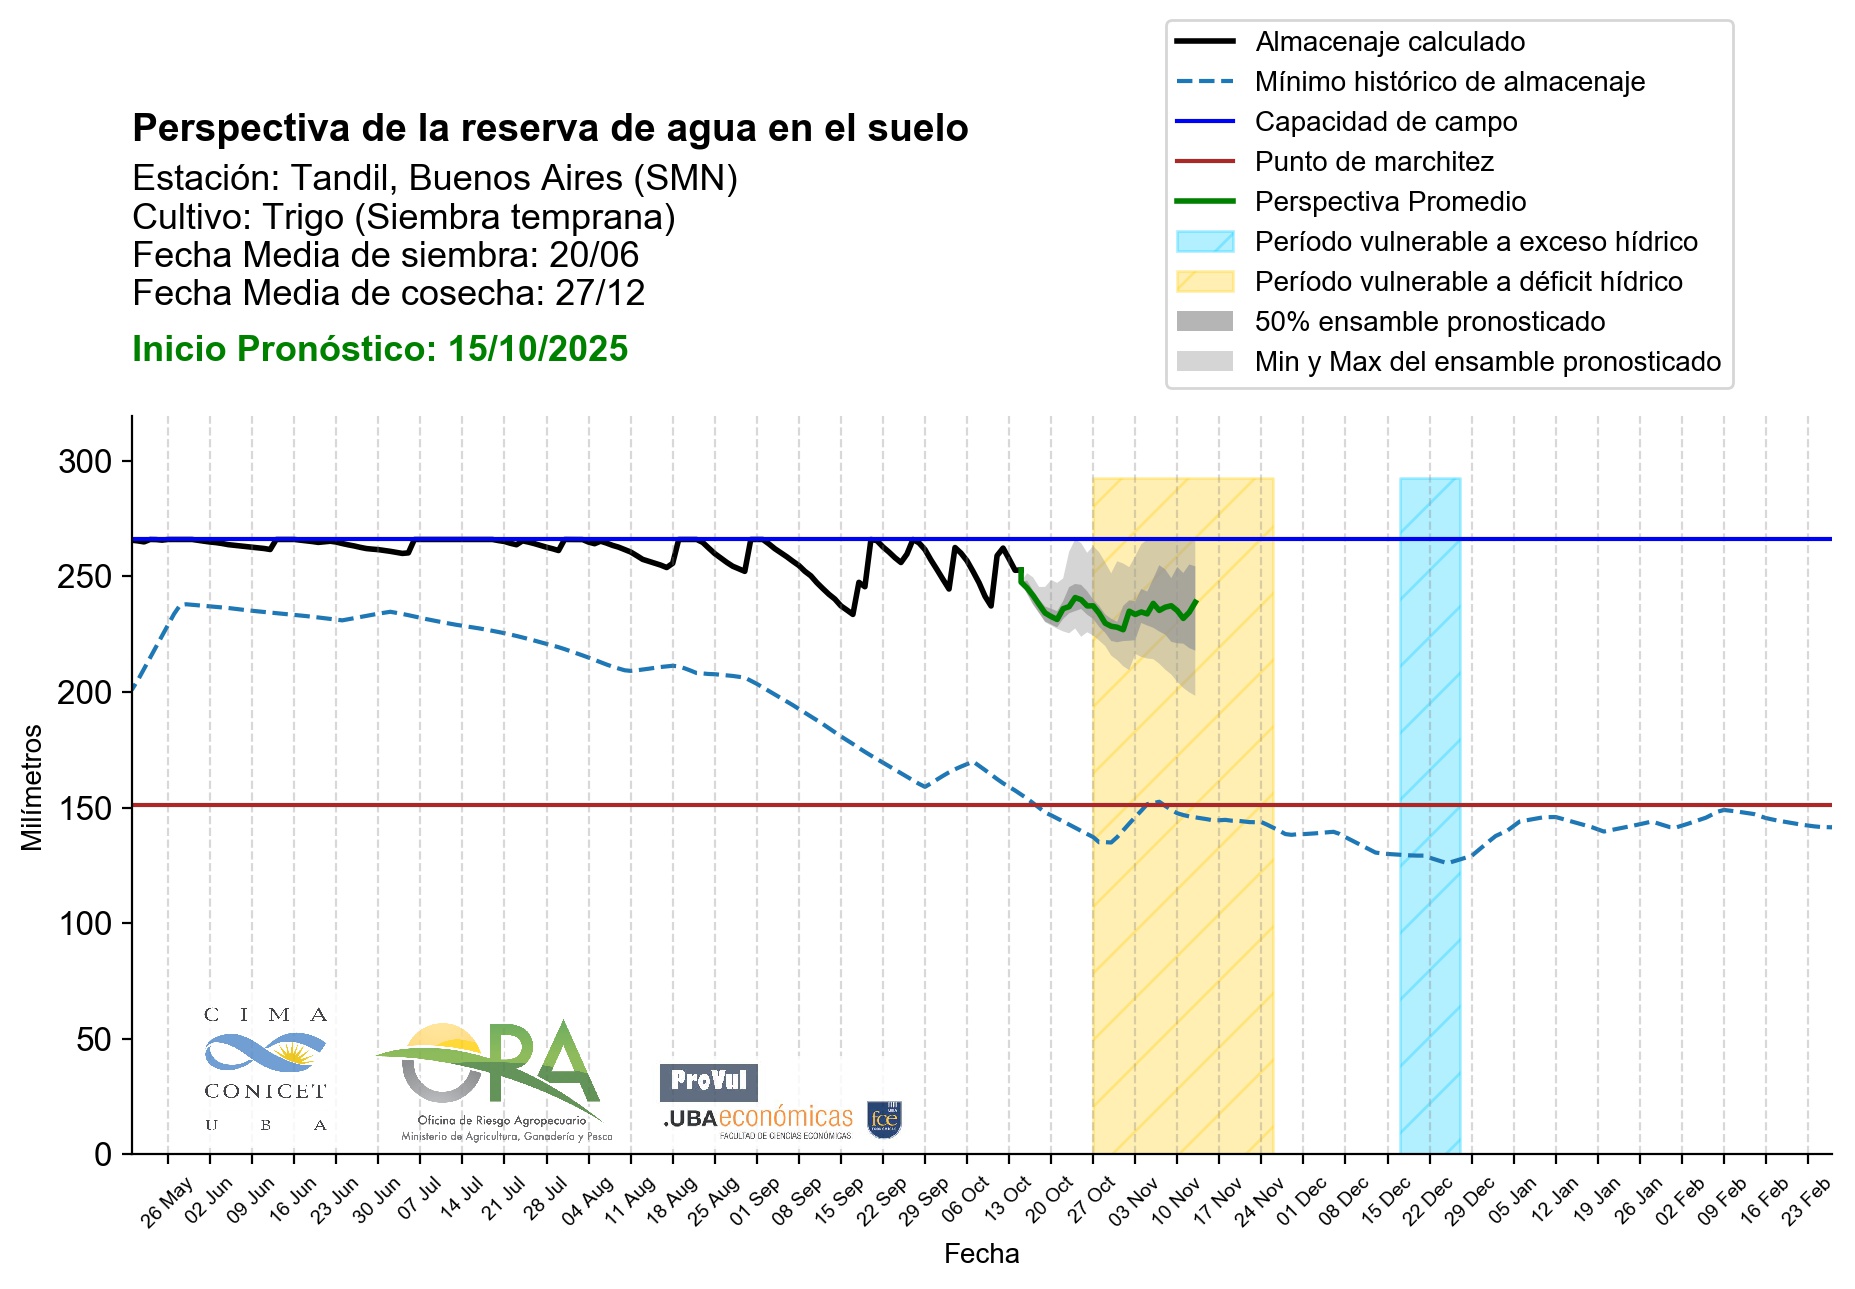 Almacenaje calculado
Mínimo histórico de almacenaje
Capacidad de campo
Punto de marchitez
Perspectiva Promedio
Período vulnerable a exceso hídrico
Período vulnerable a déficit hídrico
50% ensamble pronosticado
Min y Max del ensamble pronosticado
Perspectiva de la reserva de agua en el suelo
Estación: Tandil, Buenos Aires (SMN)
Cultivo: Trigo (Siembra temprana)
Fecha Media de siembra: 20/06
Fecha Media de cosecha: 27/12
Inicio Pronóstico: 15/10/2025
Milímetros
300
250
200
150
100
50
0
C I M A
CONICET
U B A
ORA
Oficina de Riesgo Agropecuario
Ministerio de Agricultura, Ganadería y Pesca
ProVul
.UBAeconómicas
FACULTAD DE CIENCIAS ECONÓMICAS
UBA
fce
26 May
02 Jun
09 Jun
16 Jun
23 Jun
30 Jun
07 Jul
14 Jul
21 Jul
28 Jul
04 Aug
11 Aug
18 Aug
25 Aug
01 Sep
08 Sep
15 Sep
22 Sep
29 Sep
06 Oct
13 Oct
20 Oct
27 Oct
03 Nov
10 Nov
17 Nov
24 Nov
01 Dec
08 Dec
15 Dec
22 Dec
29 Dec
05 Jan
12 Jan
19 Jan
26 Jan
02 Feb
09 Feb
16 Feb
23 Feb
Fecha